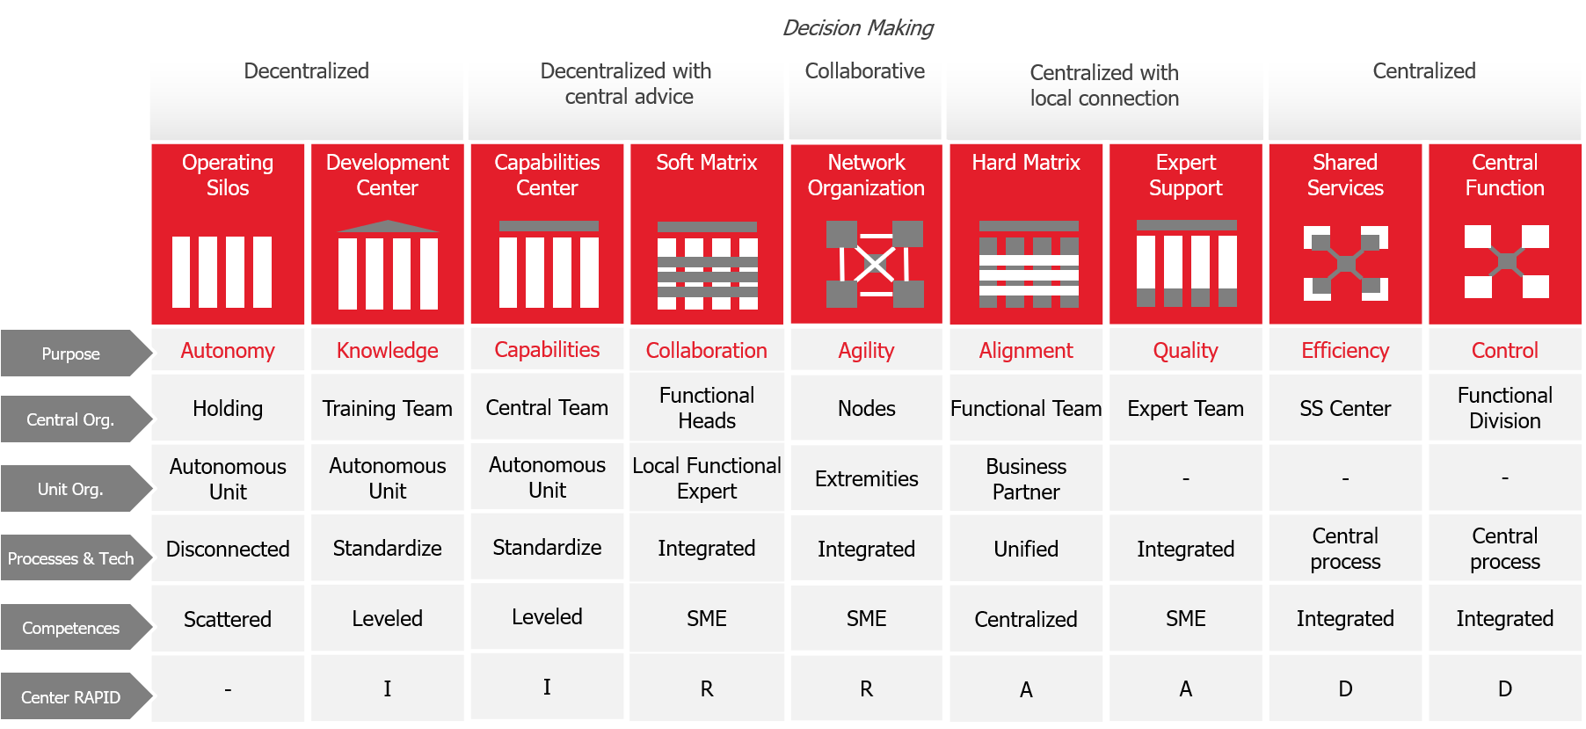 Decision Making
Decentralized
Decentralized with
central advice
Collaborative
Centralized with
local connection
Centralized
Operating
Silos
Development
Center
Capabilities
Center
Soft Matrix
Network
Organization
Hard Matrix
Expert
Support
Shared
Services
Central
Function
Purpose
Autonomy
Knowledge
Capabilities
Collaboration
Agility
Alignment
Quality
Efficiency
Control
Central Org.
Holding
Training Team
Central Team
Functional
Heads
Nodes
Functional Team
Expert Team
SS Center
Functional
Division
Unit Org.
Autonomous
Unit
Autonomous
Unit
Autonomous
Unit
Local Functional
Expert
Extremities
Business
Partner
-
-
-
Processes & Tech
Disconnected
Standardize
Standardize
Integrated
Integrated
Unified
Integrated
Central
process
Central
process
Competences
Scattered
Leveled
Leveled
SME
SME
Centralized
SME
Integrated
Integrated
Center RAPID
-
I
I
R
R
A
A
D
D